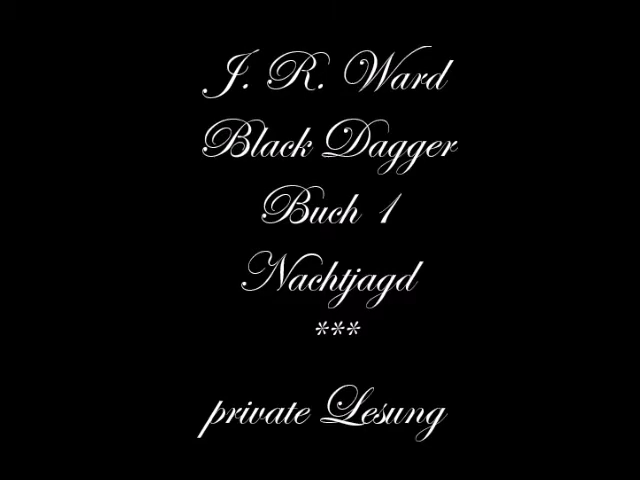 J. R. Ward
Black Dagger
Buch 1
Nachtjagd
***
private Lesung